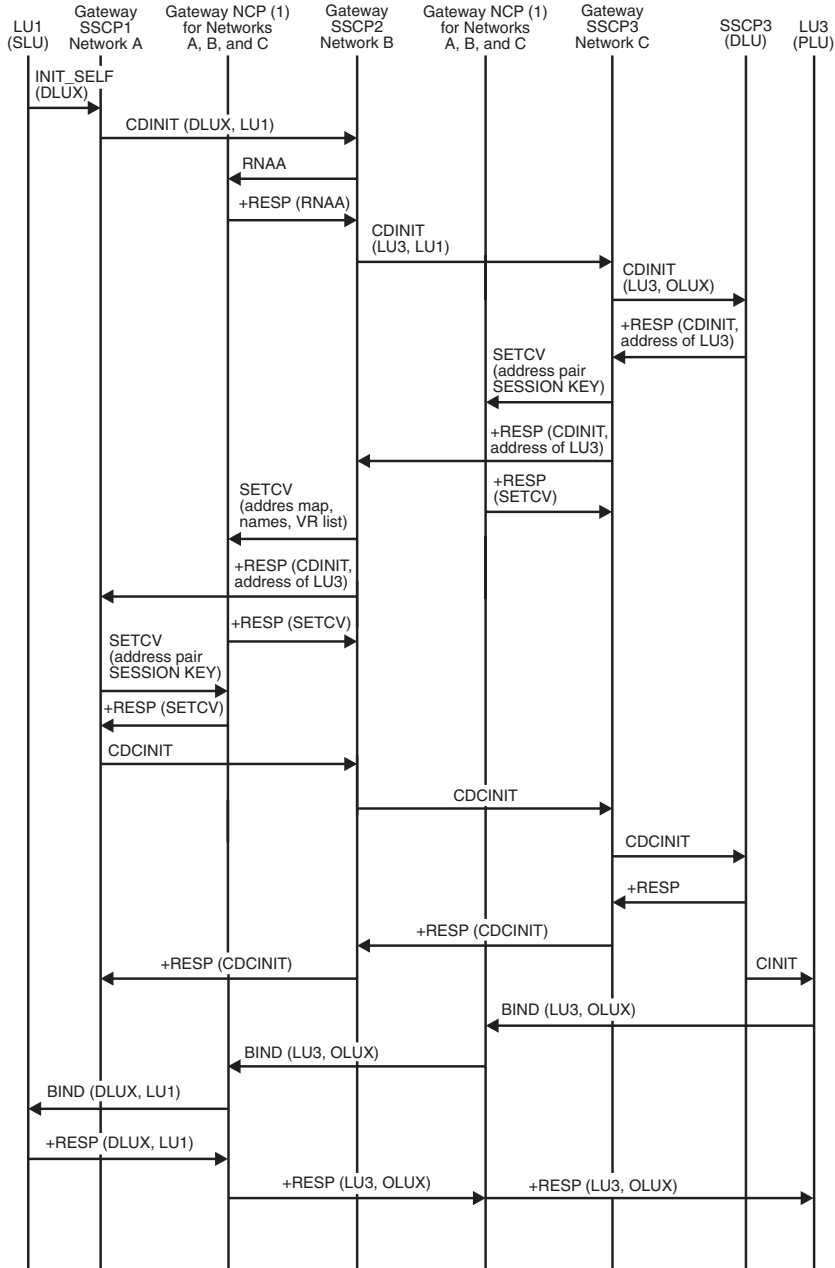 LU1
(SLU)
Gateway
SSCP1
Network A
Gateway NCP (1)
for Networks
A, B, and C
Gateway
SSCP2
Network B
Gateway NCP (1)
for Networks
A, B, and C
Gateway
SSCP3
Network C
SSCP3
(DLU)
LU3
(PLU)
INIT_SELF
(DLUX)
CDINIT (DLUX, LU1)
RNAA
+RESP (RNAA)
CDINIT
(LU3, LU1)
CDINIT
(LU3, OLUX)
+RESP (CDINIT,
address of LU3)
SETCV
(address pair
SESSION KEY)
+RESP (CDINIT,
address of LU3)
+RESP
(SETCV)
SETCV
(addres map,
names, VR list)
+RESP (CDINIT,
address of LU3)
+RESP (SETCV)
SETCV
(address pair
SESSION KEY)
+RESP (SETCV)
CDCINIT
CDCINIT
CDCINIT
+RESP
+RESP (CDCINIT)
+RESP (CDCINIT)
CINIT
BIND (LU3, OLUX)
BIND (LU3, OLUX)
BIND (DLUX, LU1)
+RESP (DLUX, LU1)
+RESP (LU3, OLUX)
+RESP (LU3, OLUX)